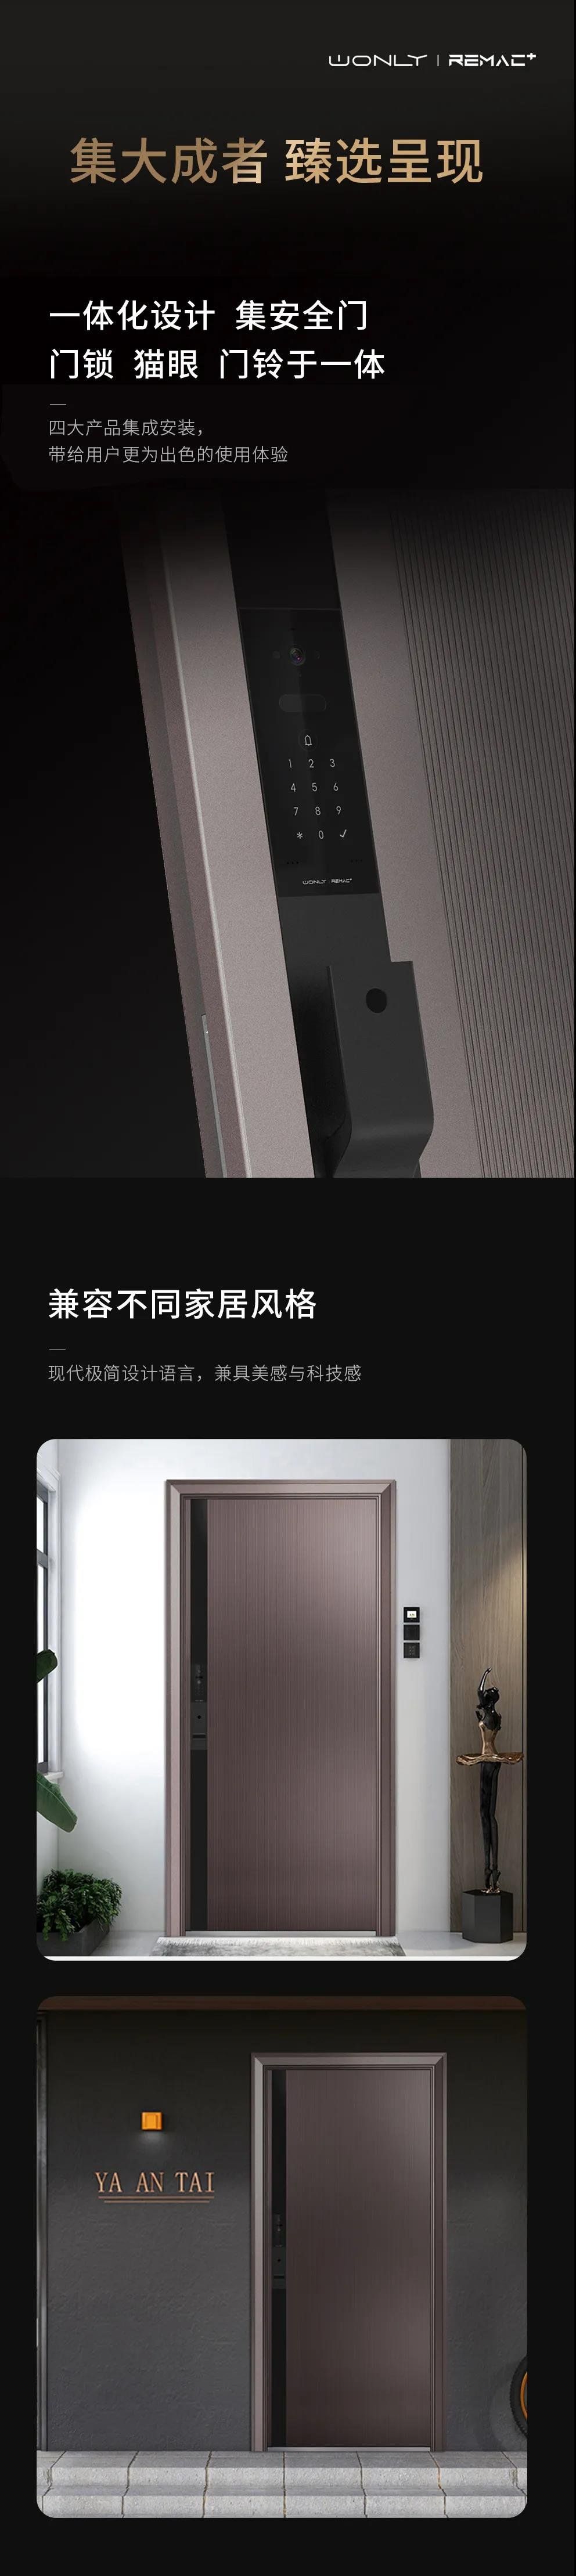 WONLY | REMAC+
集大成者 臻选呈现
一体化设计 集安全门
门锁 猫眼 门铃于一体
四大产品集成安装，
带给用户更为出色的使用体验
1 2 3
4 5 6
7 8 9
* 0 ✓
WONLY | REMAC+
兼容不同家居风格
现代极简设计语言，兼具美感与科技感
YA AN TAI